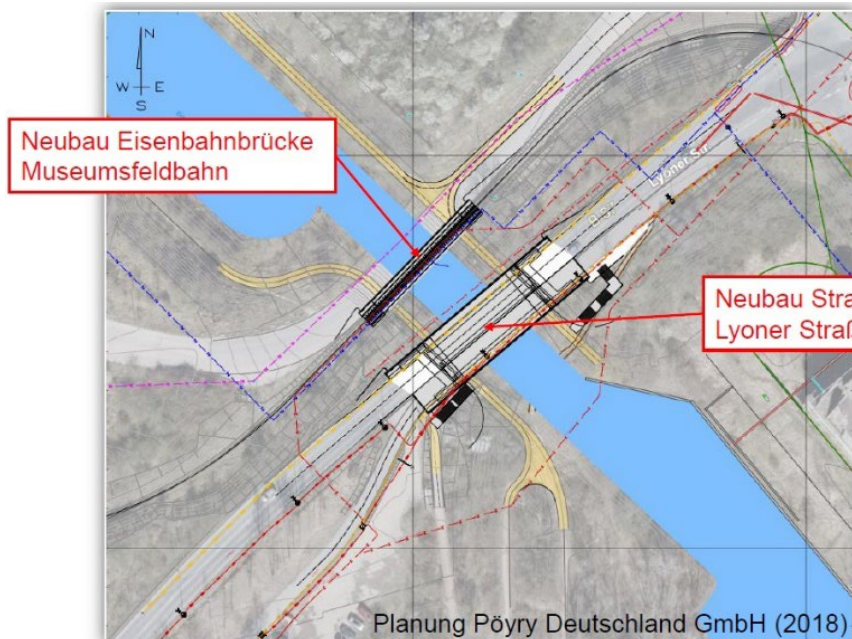 N
W E
S
Neubau Eisenbahnbrücke
Museumsfeldbahn
Lyoner Str.
Neubau Stra
Lyoner Straß
Planung Pöyry Deutschland GmbH (2018)